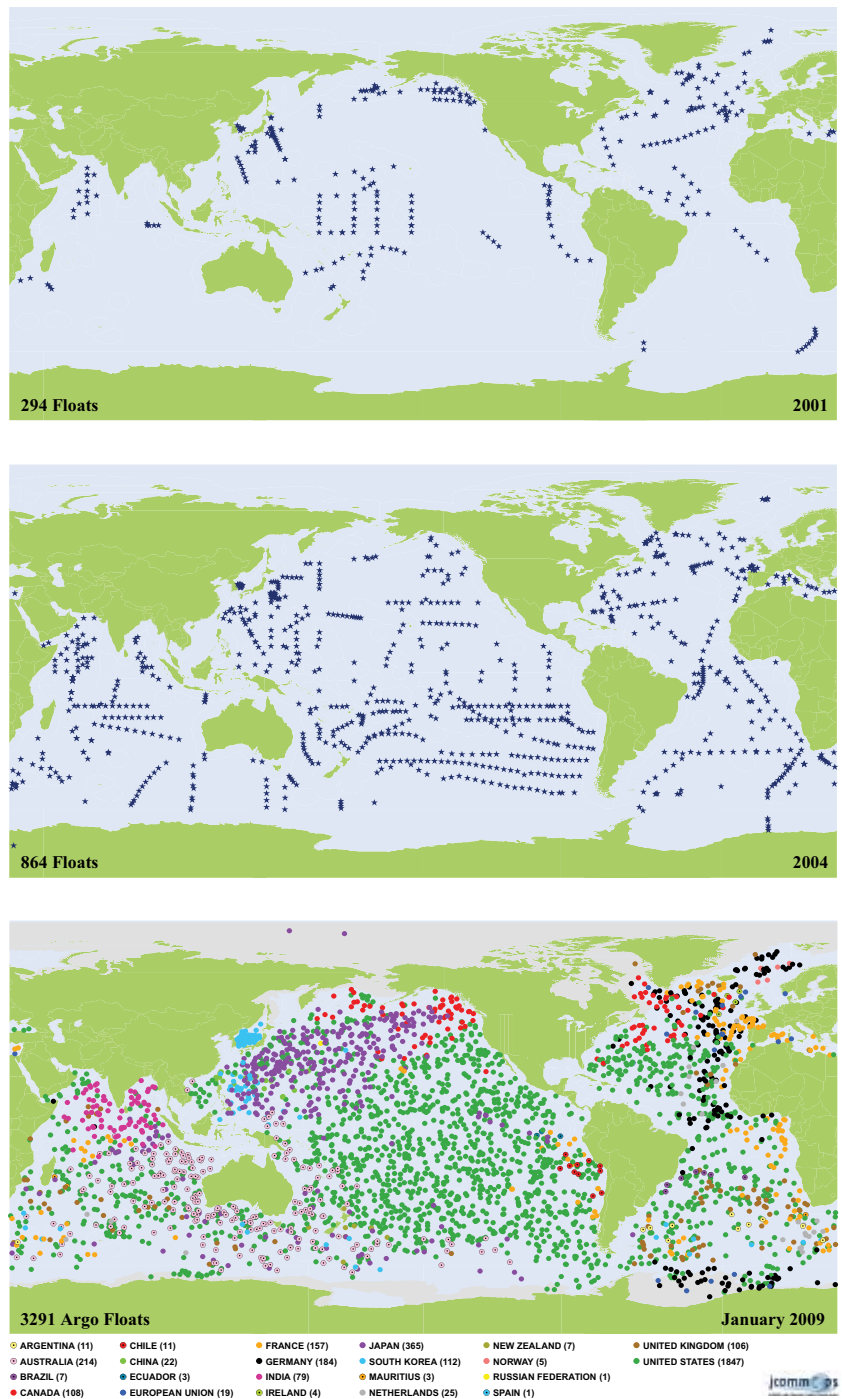 294 Floats 2001
864 Floats 2004
3291 Argo Floats January 2009
ARGENTINA (11) CHILE (11) FRANCE (157) JAPAN (365) NEW ZEALAND (7) UNITED KINGDOM (106)
AUSTRALIA (214) CHINA (22) GERMANY (184) SOUTH KOREA (112) NORWAY (5) UNITED STATES (1847)
BRAZIL (7) ECUADOR (3) INDIA (79) MAURITIUS (3) RUSSIAN FEDERATION (1)
CANADA (108) EUROPEAN UNION (19) IRELAND (4) NETHERLANDS (25) SPAIN (1)
jcommops